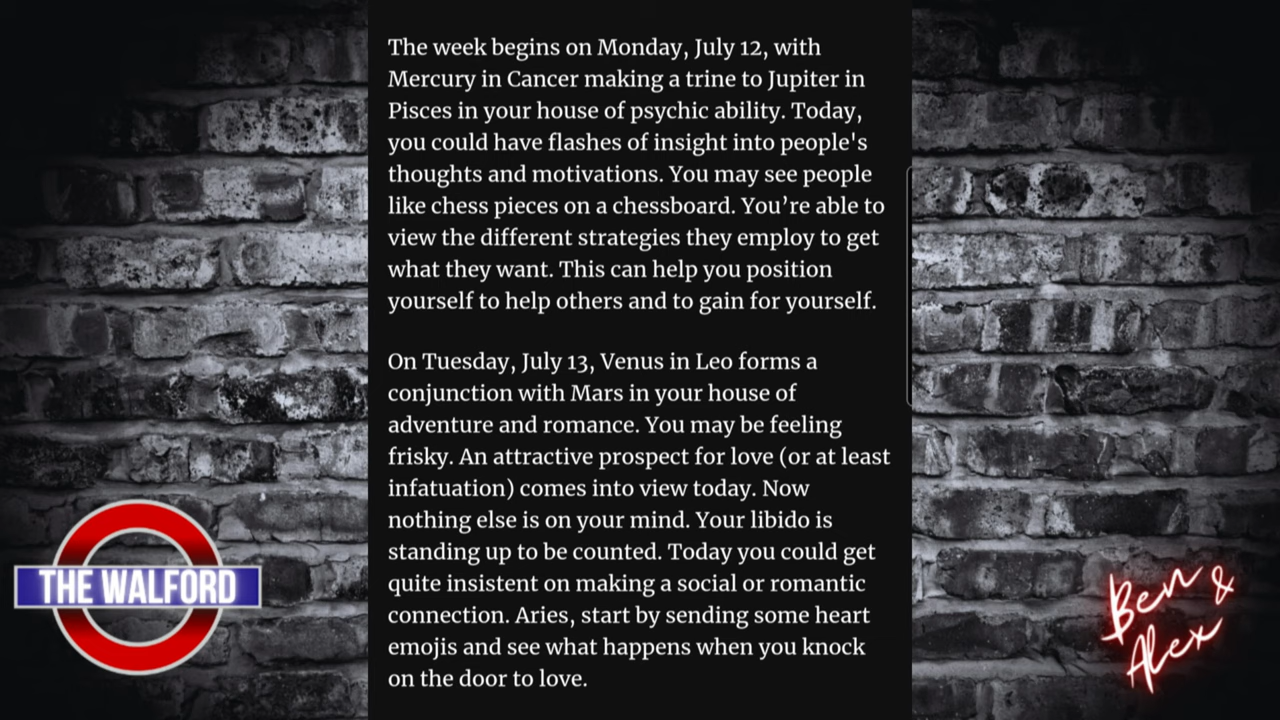 The week begins on Monday, July 12, with
Mercury in Cancer making a trine to Jupiter in
Pisces in your house of psychic ability. Today,
you could have flashes of insight into people's
thoughts and motivations. You may see people
like chess pieces on a chessboard. You’re able to
view the different strategies they employ to get
what they want. This can help you position
yourself to help others and to gain for yourself.
On Tuesday, July 13, Venus in Leo forms a
conjunction with Mars in your house of
adventure and romance. You may be feeling
frisky. An attractive prospect for love (or at least
infatuation) comes into view today. Now
nothing else is on your mind. Your libido is
standing up to be counted. Today you could get
quite insistent on making a social or romantic
connection. Aries, start by sending some heart
emojis and see what happens when you knock
on the door to love.
THE WALFORD
Ben &
Alex